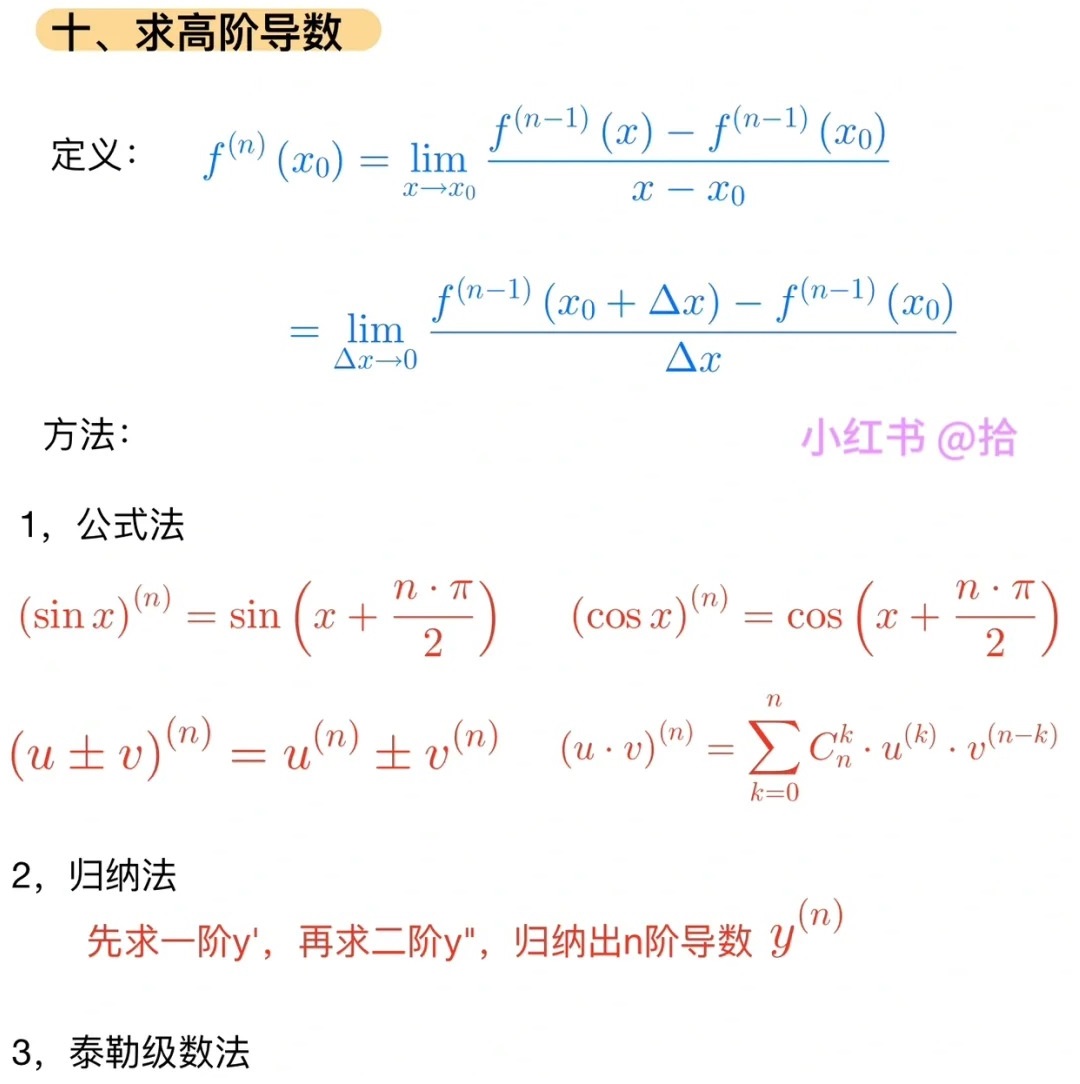 十、求高阶导数
定义： f^{(n)}(x_0) = \lim_{x \to x_0} \frac{f^{(n-1)}(x) - f^{(n-1)}(x_0)}{x - x_0}
= \lim_{\Delta x \to 0} \frac{f^{(n-1)}(x_0 + \Delta x) - f^{(n-1)}(x_0)}{\Delta x}
方法：
小红书 @拾
1，公式法
(\sin x)^{(n)} = \sin\left(x + \frac{n \cdot \pi}{2}\right) (\cos x)^{(n)} = \cos\left(x + \frac{n \cdot \pi}{2}\right)
(u \pm v)^{(n)} = u^{(n)} \pm v^{(n)} (u \cdot v)^{(n)} = \sum_{k=0}^{n} C_n^k \cdot u^{(k)} \cdot v^{(n-k)}
2，归纳法
先求一阶y'，再求二阶y"，归纳出n阶导数 y^{(n)}
3，泰勒级数法